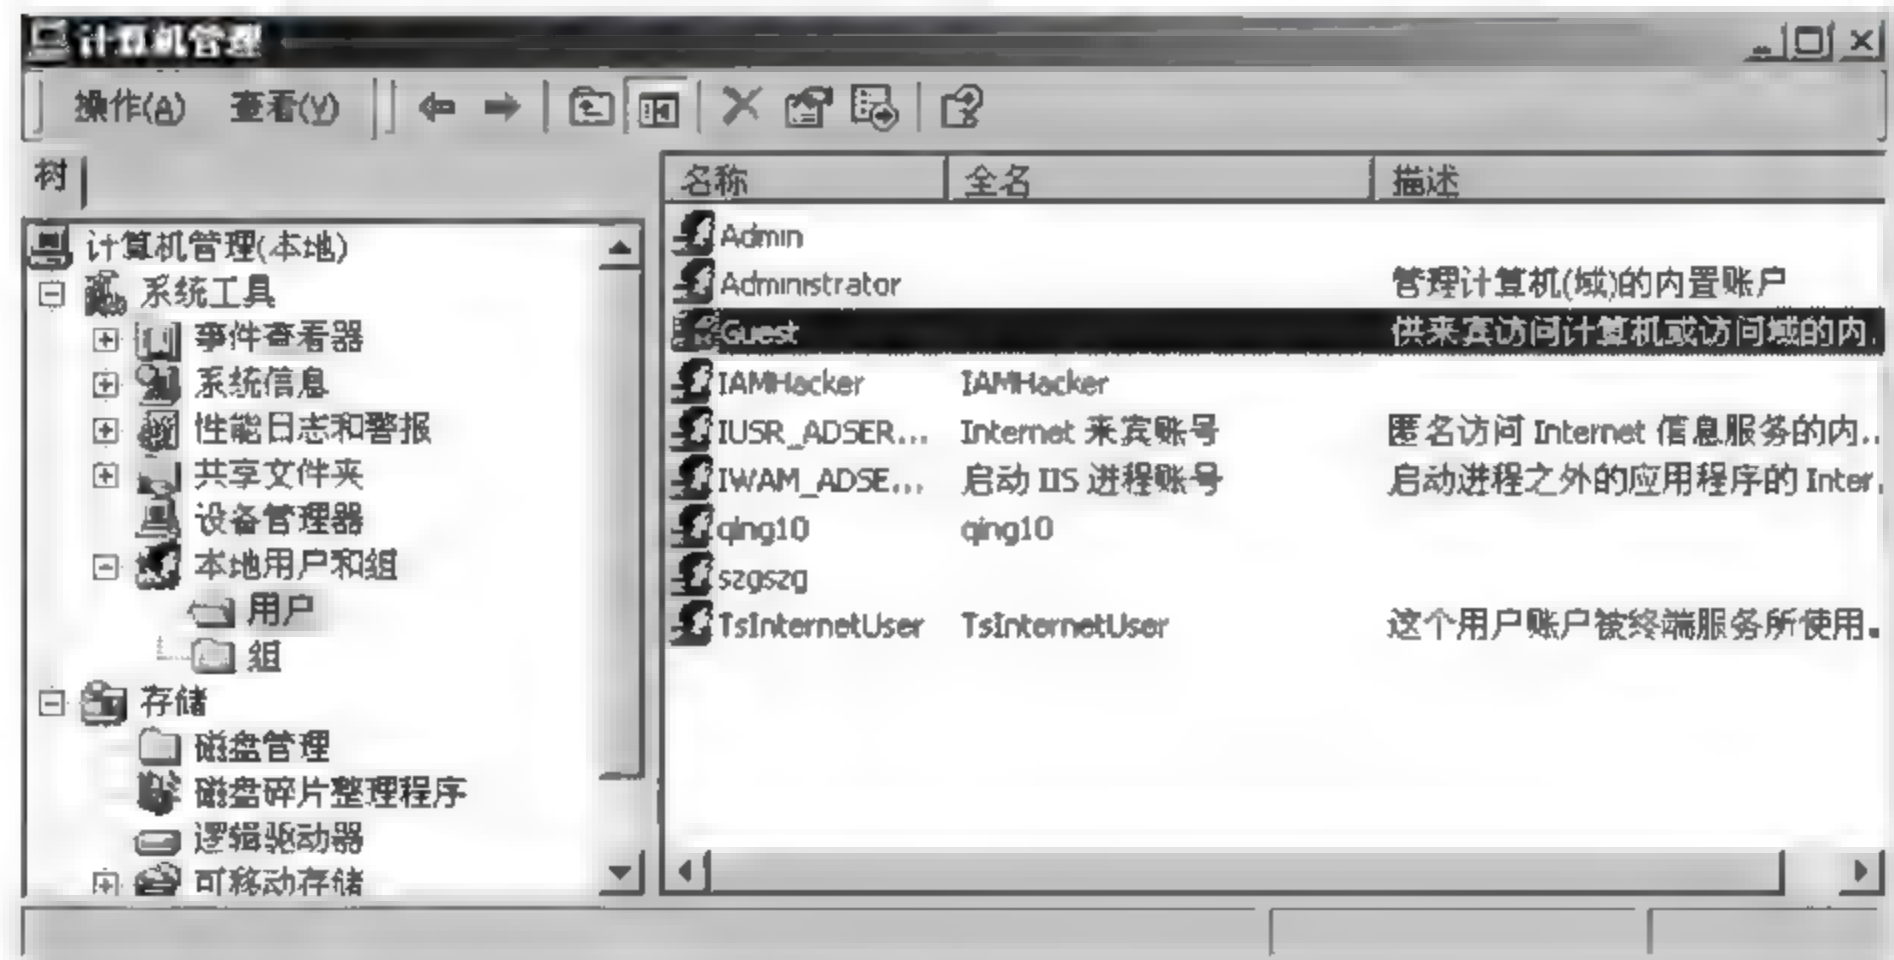 计算机管理
操作(A) 查看(V)
树
计算机管理(本地)
系统工具
事件查看器
系统信息
性能日志和警报
共享文件夹
设备管理器
本地用户和组
用户
组
存储
磁盘管理
磁盘碎片整理程序
逻辑驱动器
可移动存储
名称 全名 描述
Admin
Administrator 管理计算机(域)的内置账户
Guest 供来宾访问计算机或访问域的内.
IAMHacker IAMHacker
IUSR_ADSER... Internet 来宾账号 匿名访问 Internet 信息服务的内..
IWAM_ADSE... 启动 IIS 进程账号 启动进程之外的应用程序的 Inter.
qing10 qing10
szgszg
TsInternetUser TsInternetUser 这个用户账户被终端服务所使用。